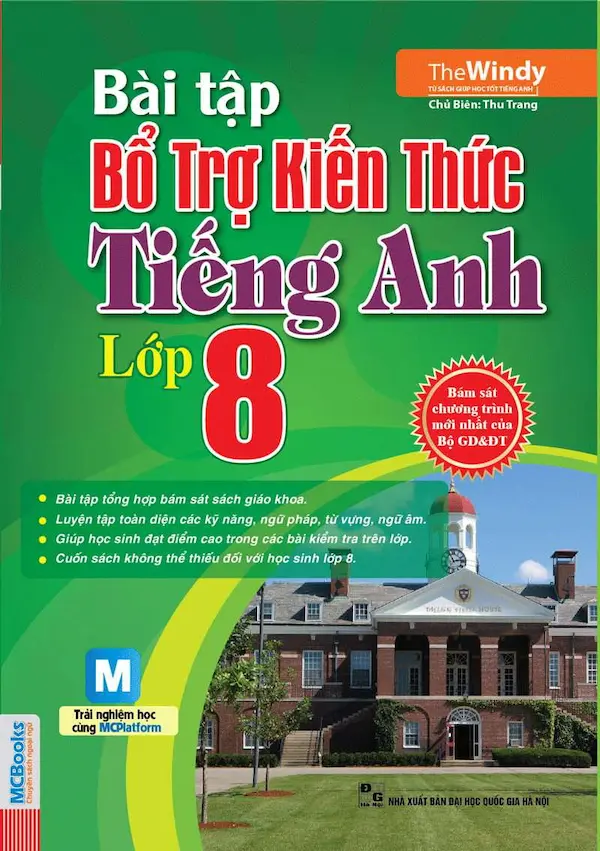 TheWindy
TỦ SÁCH GIÚP HỌC TỐT TIẾNG ANH
Chủ Biên: Thu Trang
Bài tập
Bổ Trợ Kiến Thức
Tiếng Anh
Lớp 8
Bám sát
chương trình
mới nhất của
Bộ GD&ĐT
Bài tập tổng hợp bám sát sách giáo khoa.
Luyện tập toàn diện các kỹ năng, ngữ pháp, từ vựng, ngữ âm.
Giúp học sinh đạt điểm cao trong các bài kiểm tra trên lớp.
Cuốn sách không thể thiếu đối với học sinh lớp 8.
M
Trải nghiệm học
cùng MCPlatform
MCBooks
Chuyên sách ngoại ngữ
ĐG
Hà Nội
NHÀ XUẤT BẢN ĐẠI HỌC QUỐC GIA HÀ NỘI